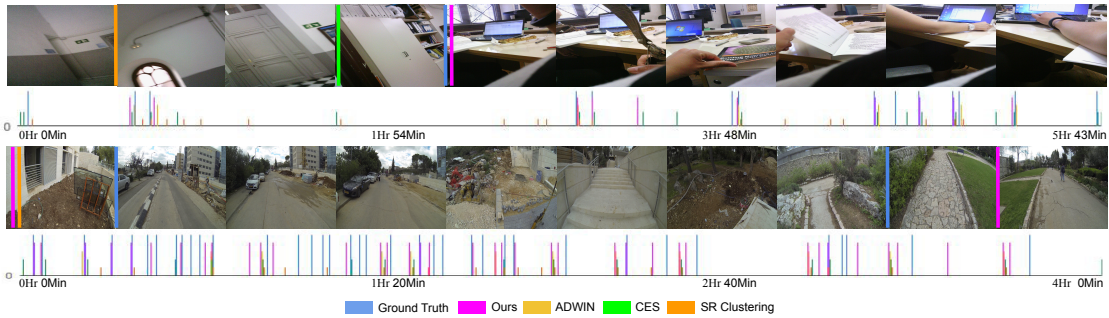 0
0Hr 0Min 1Hr 54Min 3Hr 48Min 5Hr 43Min
0
0Hr 0Min 1Hr 20Min 2Hr 40Min 4Hr 0Min
Ground Truth Ours ADWIN CES SR Clustering